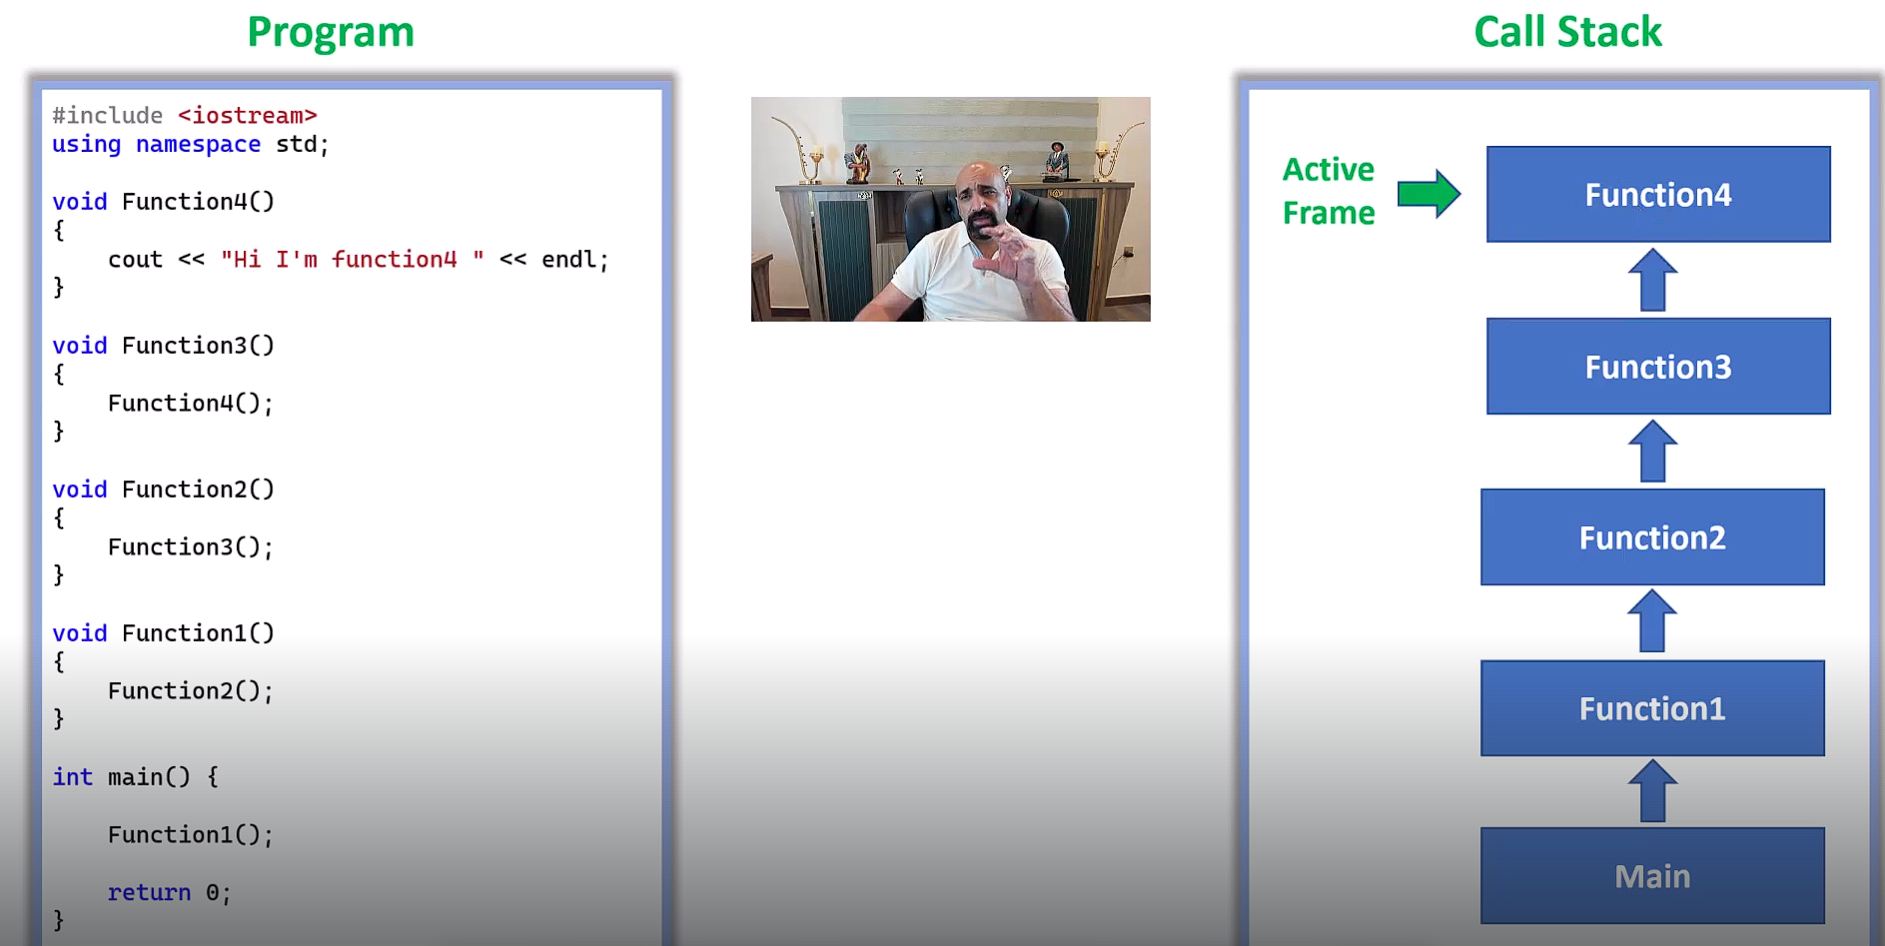 Program
#include <iostream>
using namespace std;
void Function4()
{
cout << "Hi I'm function4 " << endl;
}
void Function3()
{
Function4();
}
void Function2()
{
Function3();
}
void Function1()
{
Function2();
}
int main() {
Function1();
return 0;
}
Call Stack
Active
Frame
Function4
Function3
Function2
Function1
Main